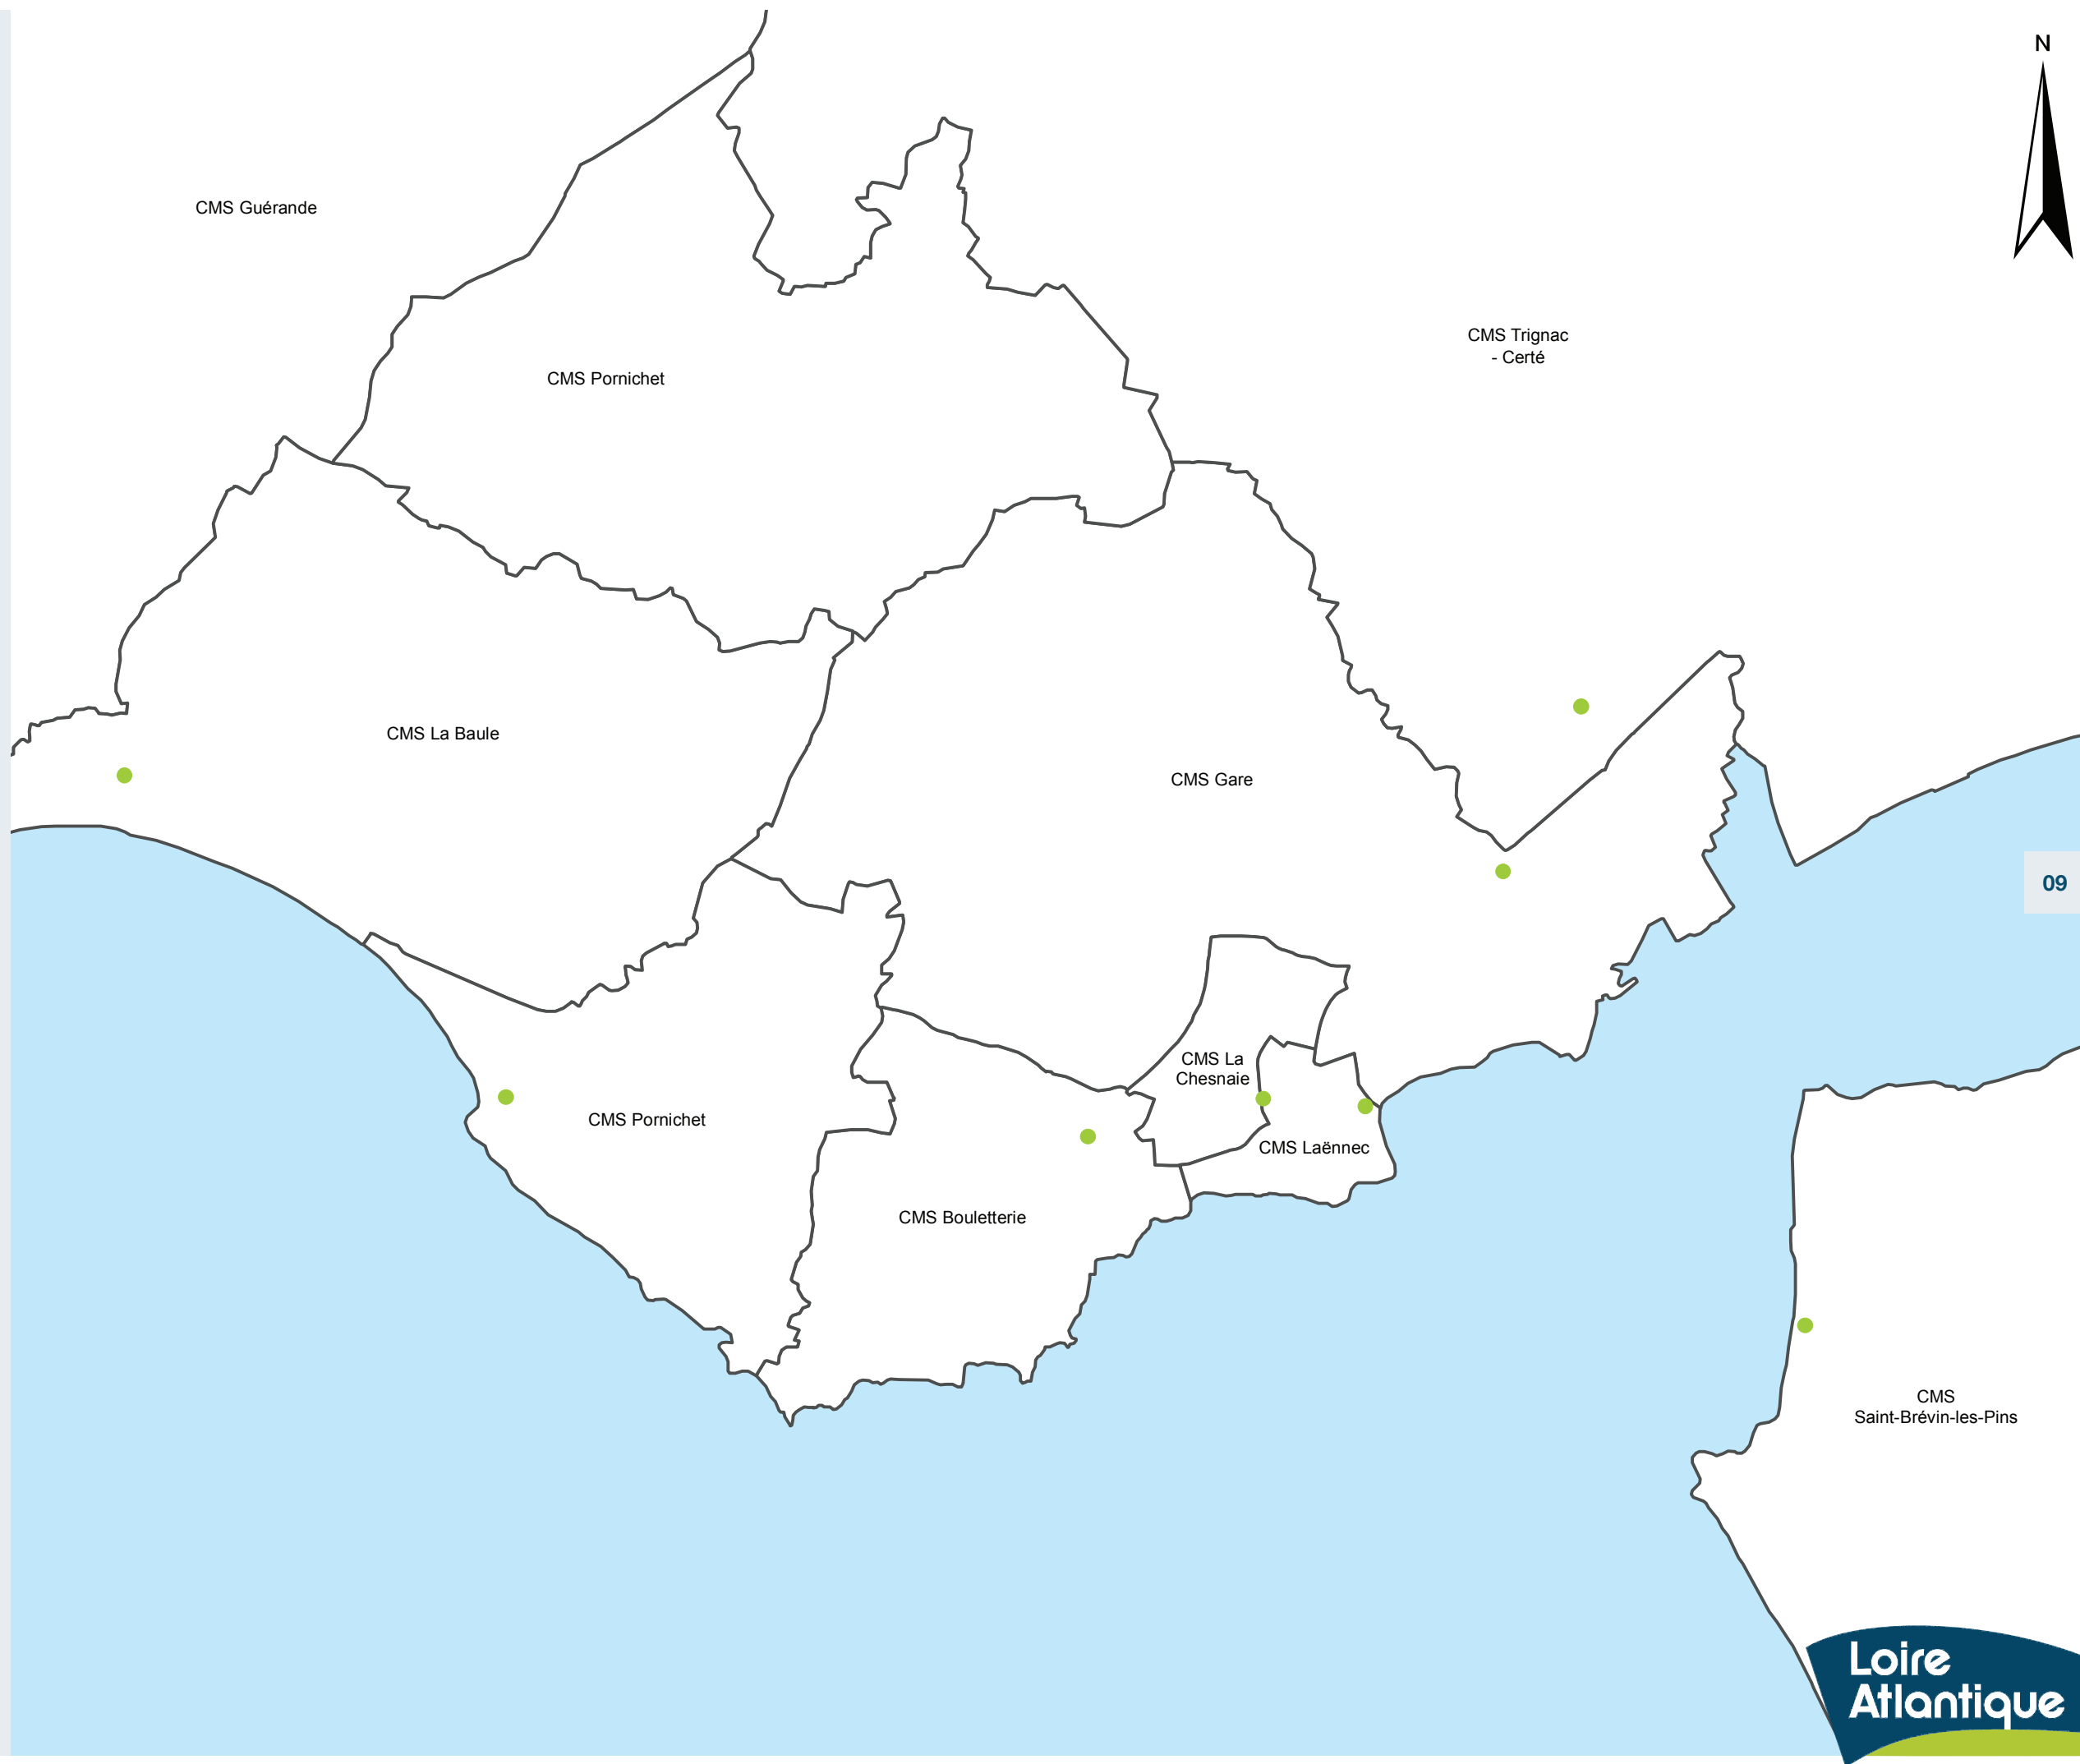 N
CMS Guérande
CMS Trignac
- Certé
CMS Pornichet
CMS La Baule
CMS Gare
09
CMS La
Chesnaie
CMS Pornichet
CMS Laënnec
CMS Bouletterie
CMS
Saint-Brévin-les-Pins
Loire
Atlantique